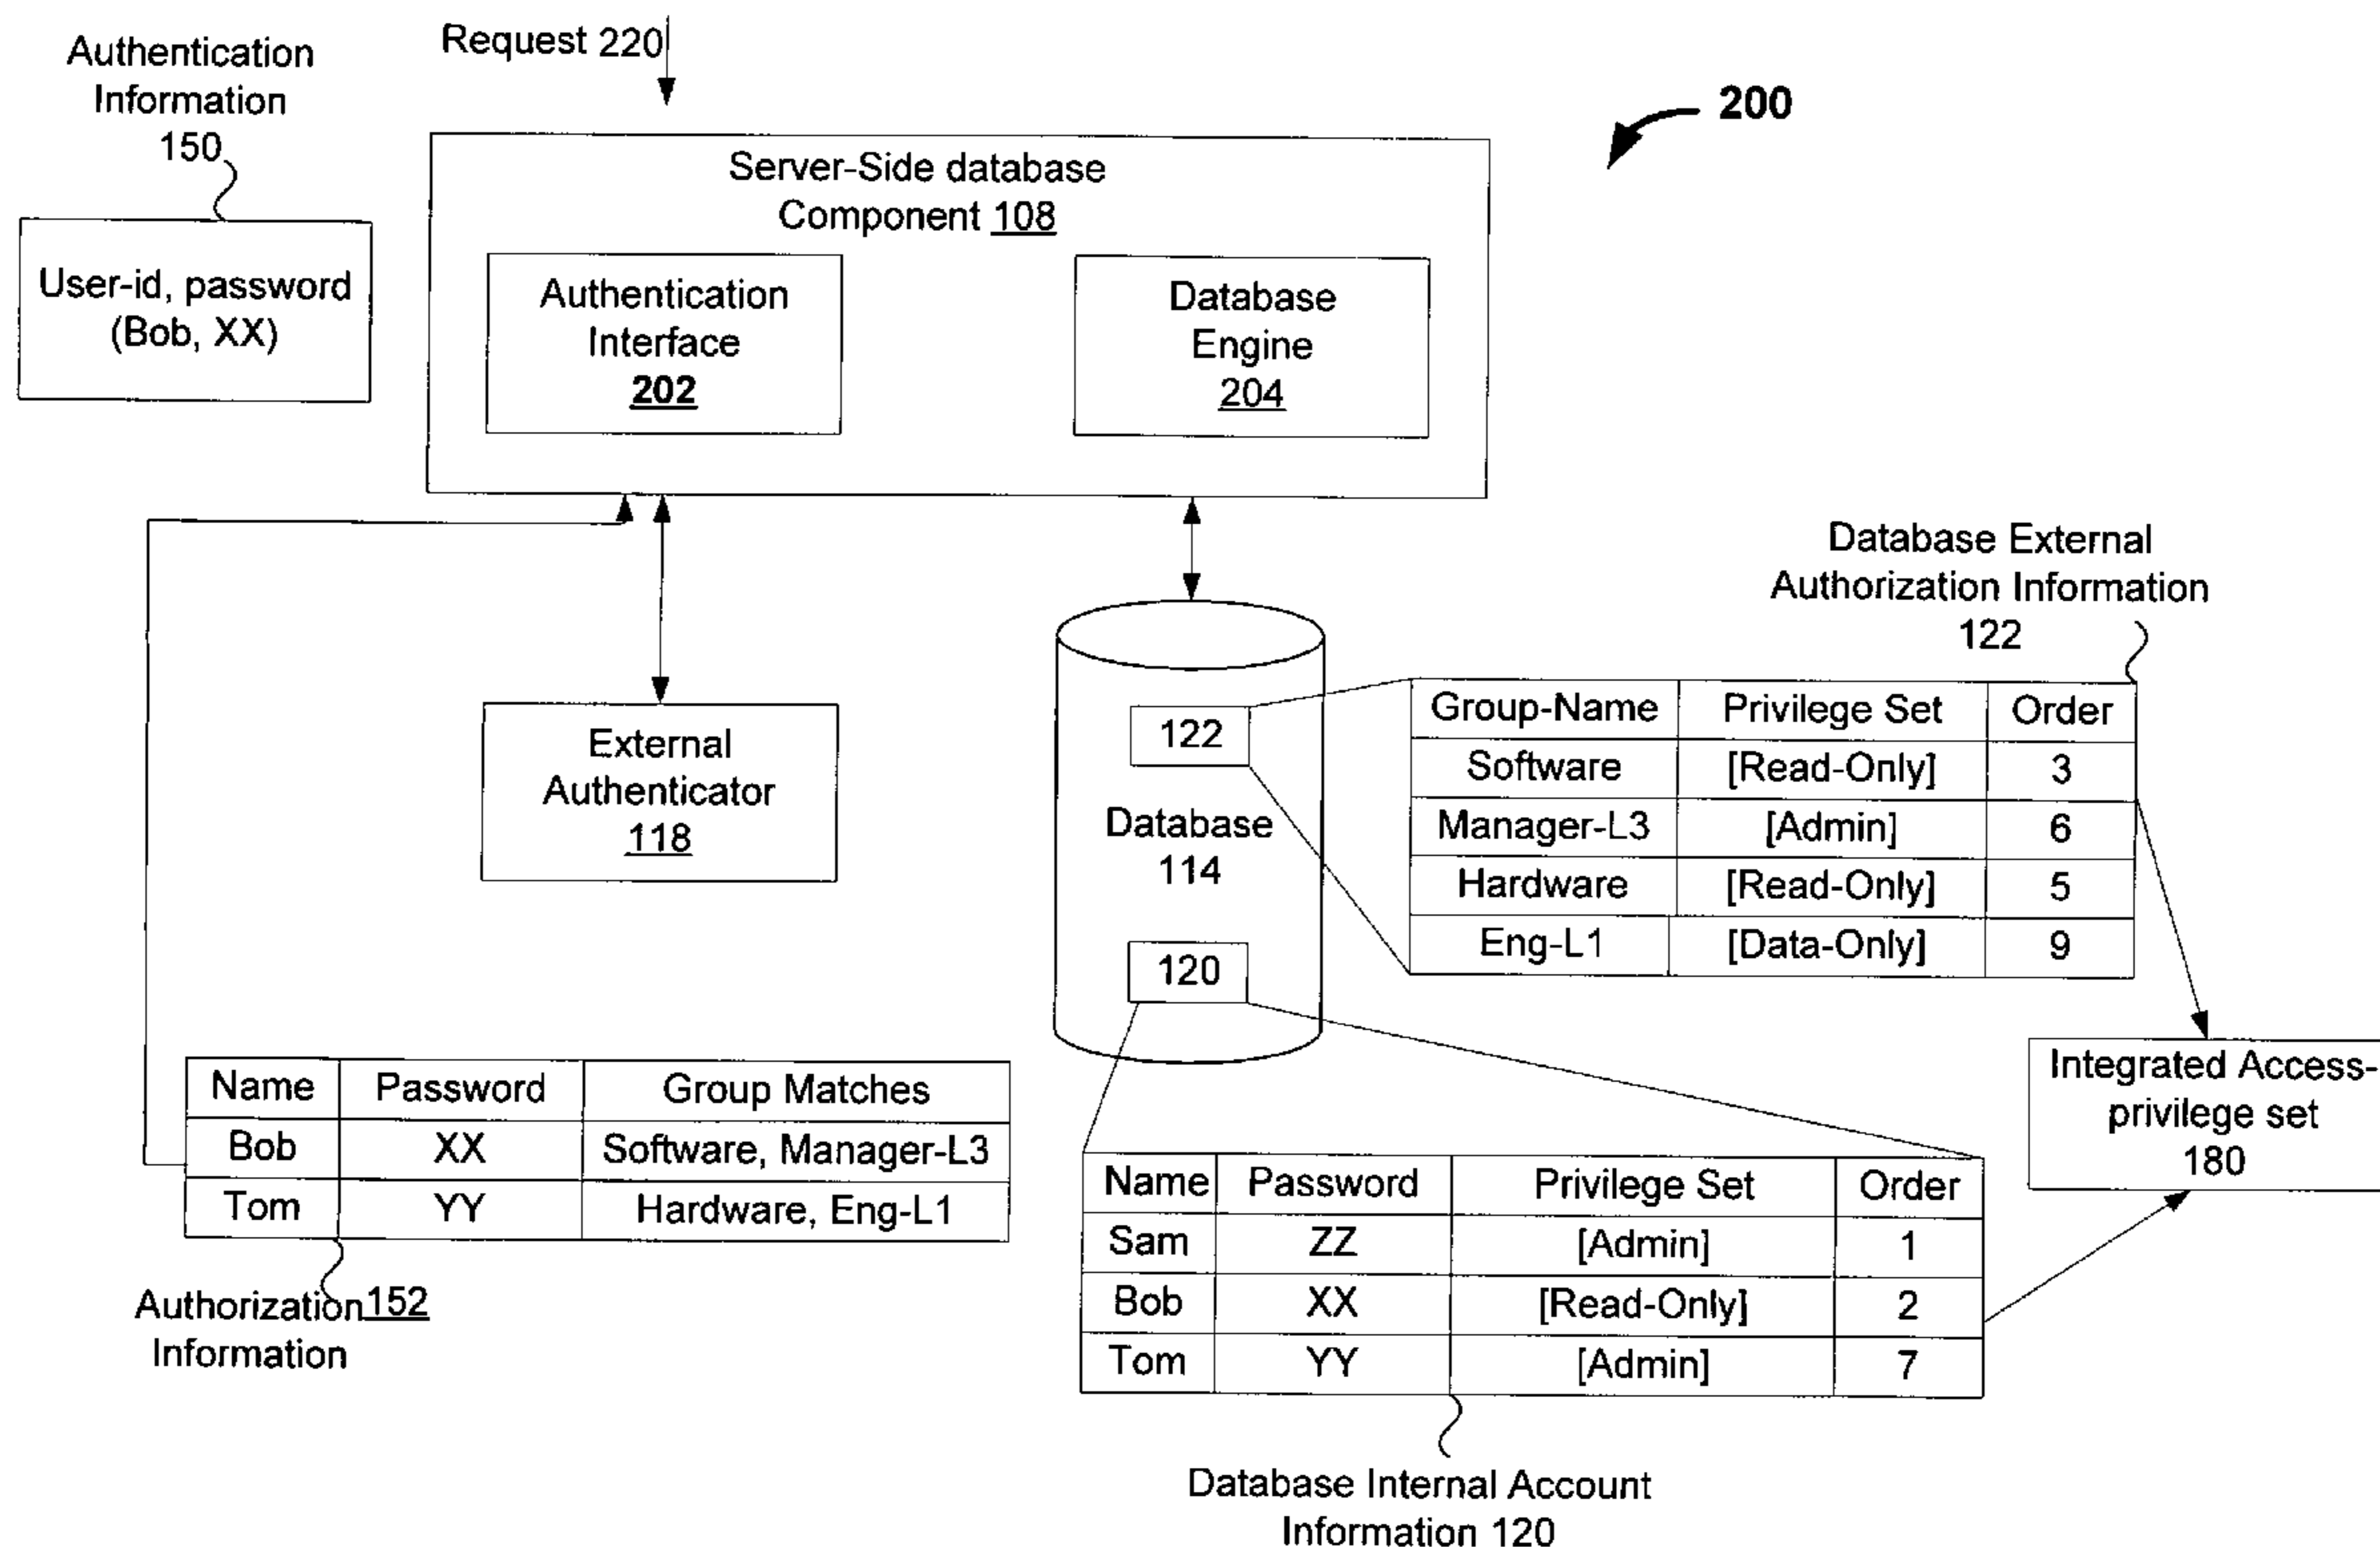 Request 220
Authentication
Information
150
200
Server-Side database
Component 108
User-id, password
(Bob, XX)
Authentication
Interface
202
Database
Engine
204
Database External
Authorization Information
122
External
Authenticator
118
122
Database
114
120
Group-Name Privilege Set Order
Software [Read-Only] 3
Manager-L3 [Admin] 6
Hardware [Read-Only] 5
Eng-L1 [Data-Only] 9
Integrated Access-
privilege set
180
Name Password Group Matches
Bob XX Software, Manager-L3
Tom YY Hardware, Eng-L1
Authorization 152
Information
Name Password Privilege Set Order
Sam ZZ [Admin] 1
Bob XX [Read-Only] 2
Tom YY [Admin] 7
Database Internal Account
Information 120